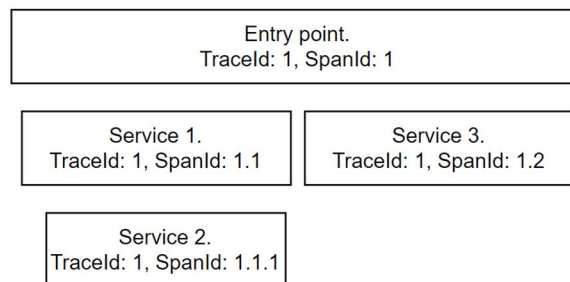 Entry point.
TraceId: 1, SpanId: 1
Service 1.
TraceId: 1, SpanId: 1.1
Service 3.
TraceId: 1, SpanId: 1.2
Service 2.
TraceId: 1, SpanId: 1.1.1